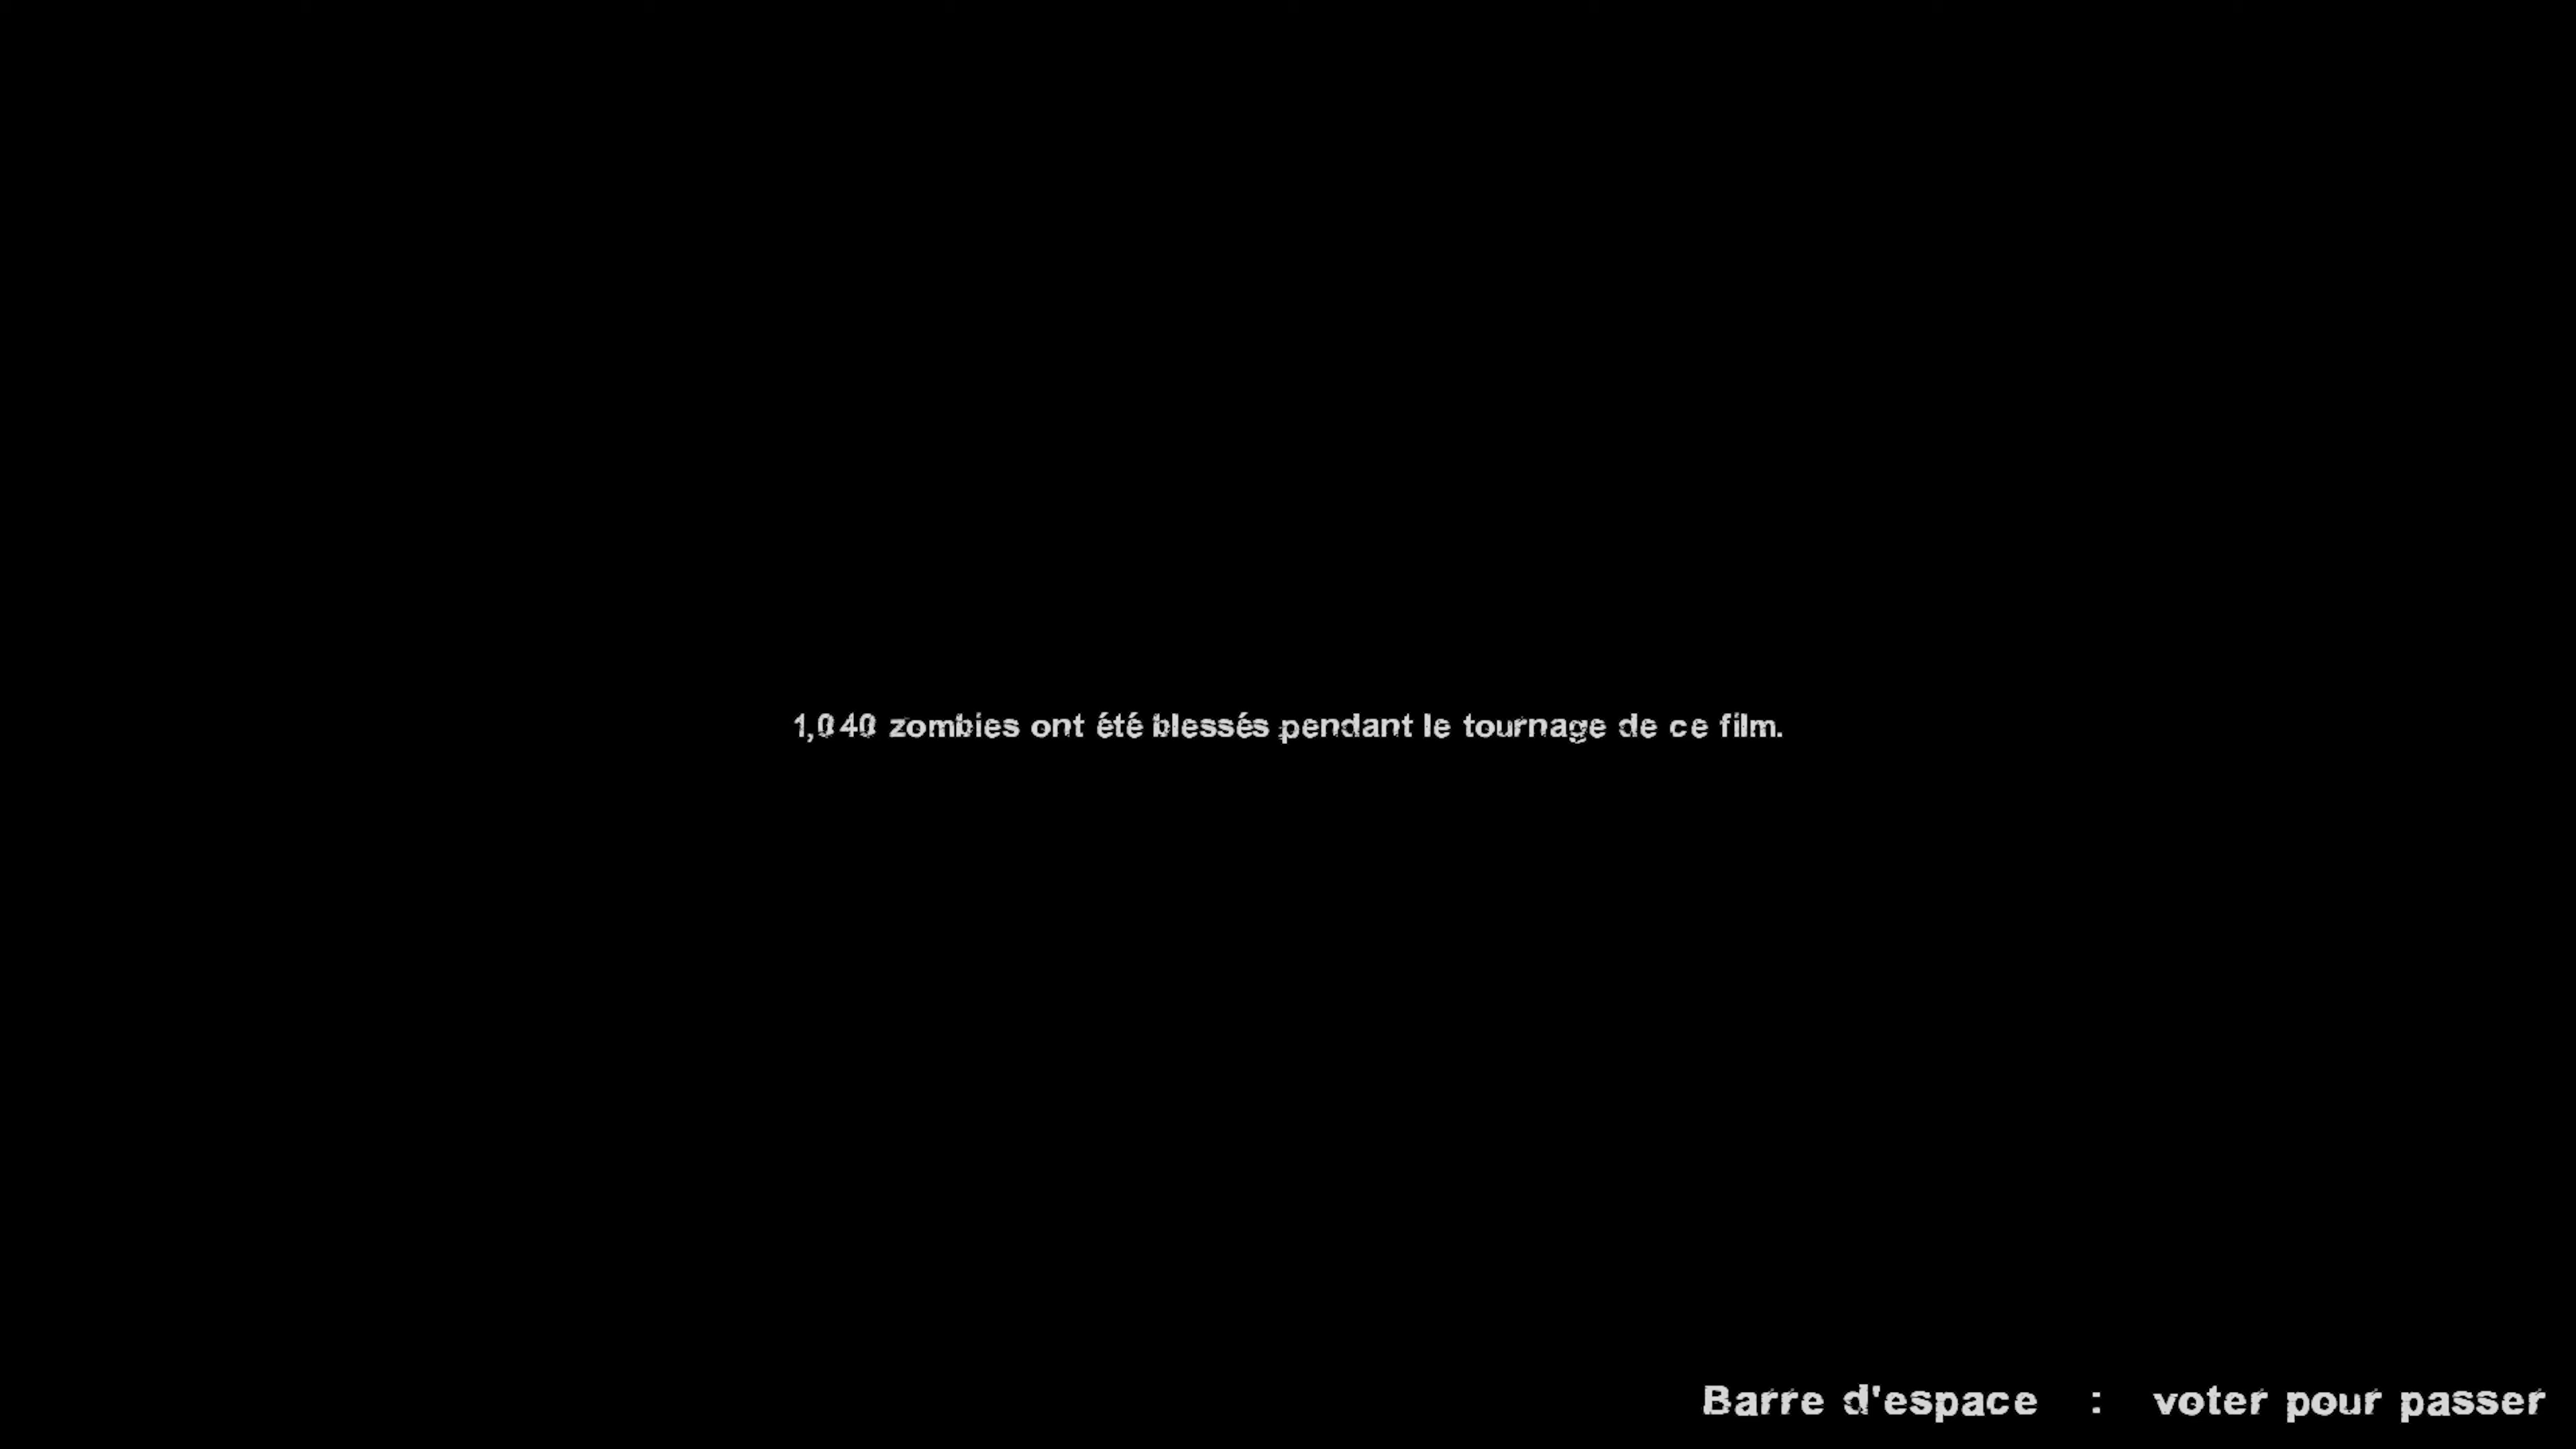 1,040 zombies ont été blessés pendant le tournage de ce film.
Barre d'espace : voter pour passer